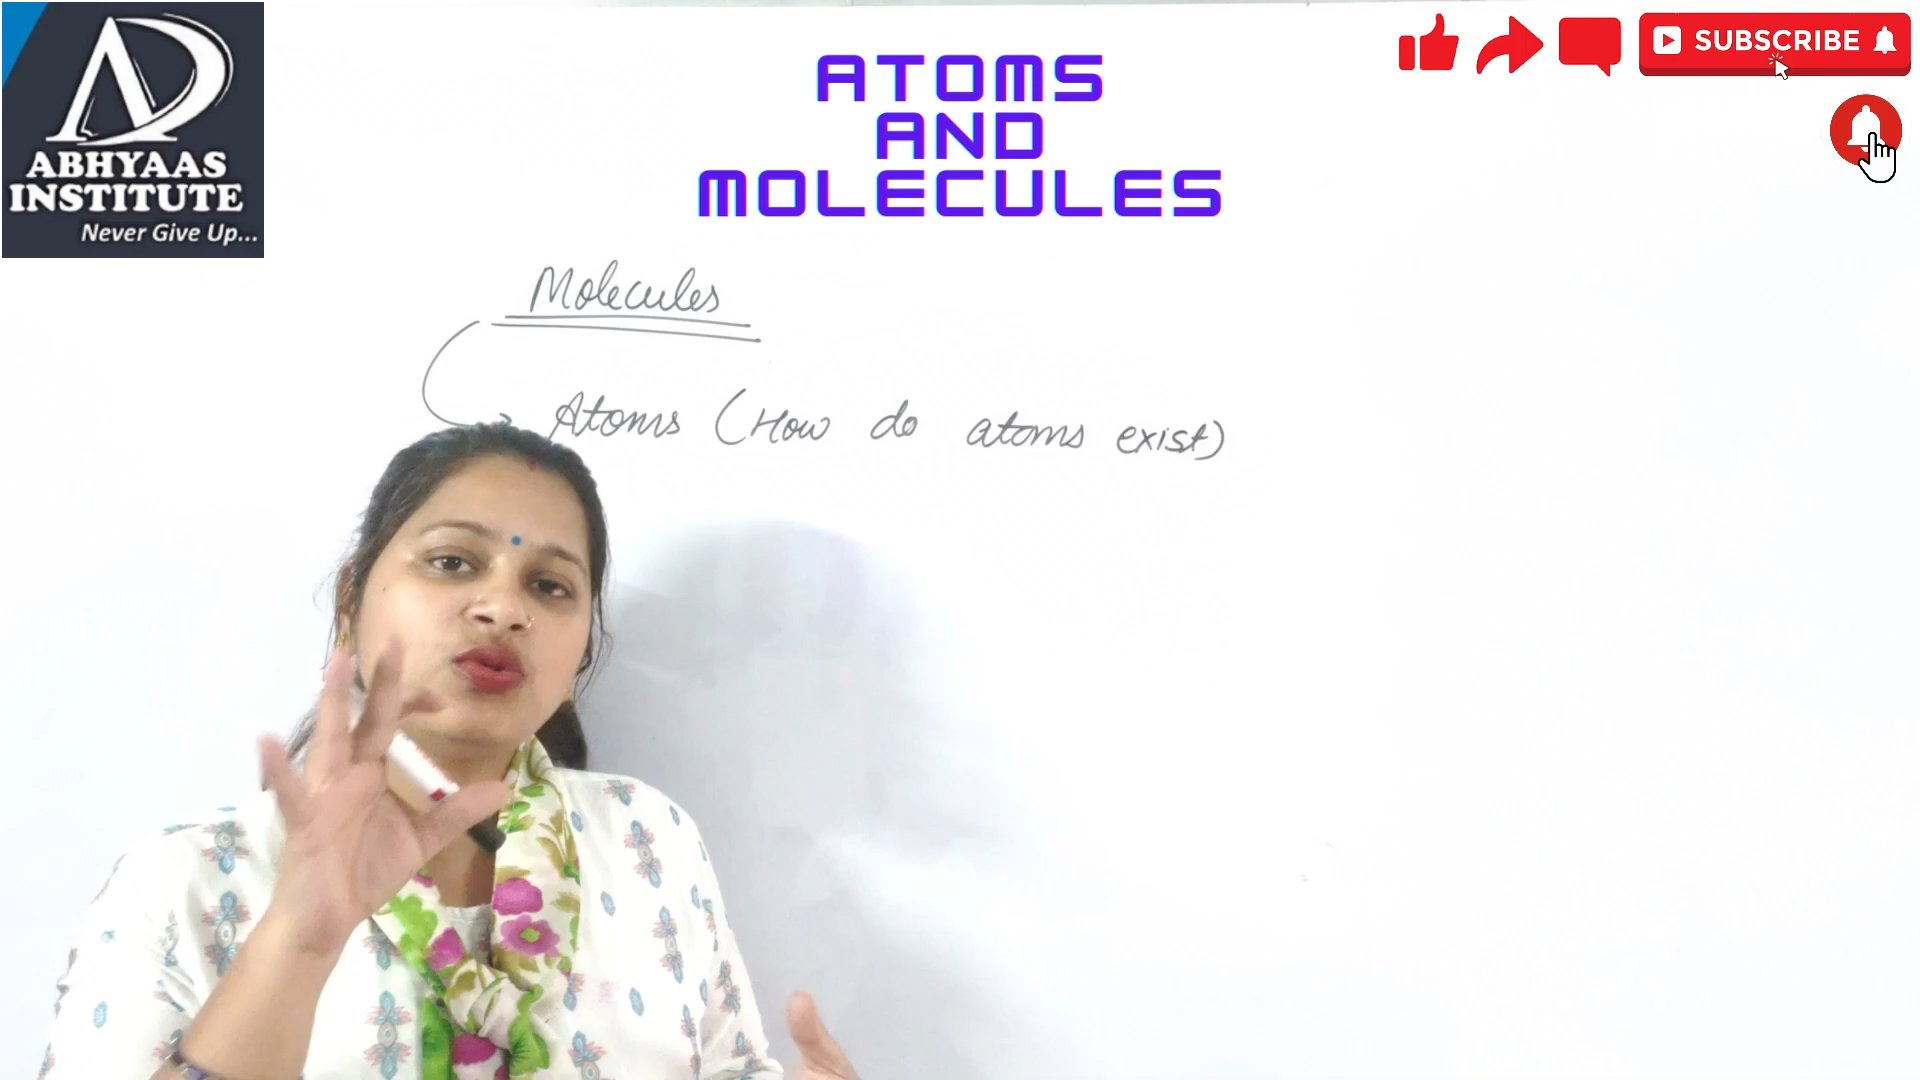 ABHYAAS
INSTITUTE
Never Give Up...
ATOMS
AND
MOLECULES
SUBSCRIBE
Molecules
Atoms (How do atoms exist)